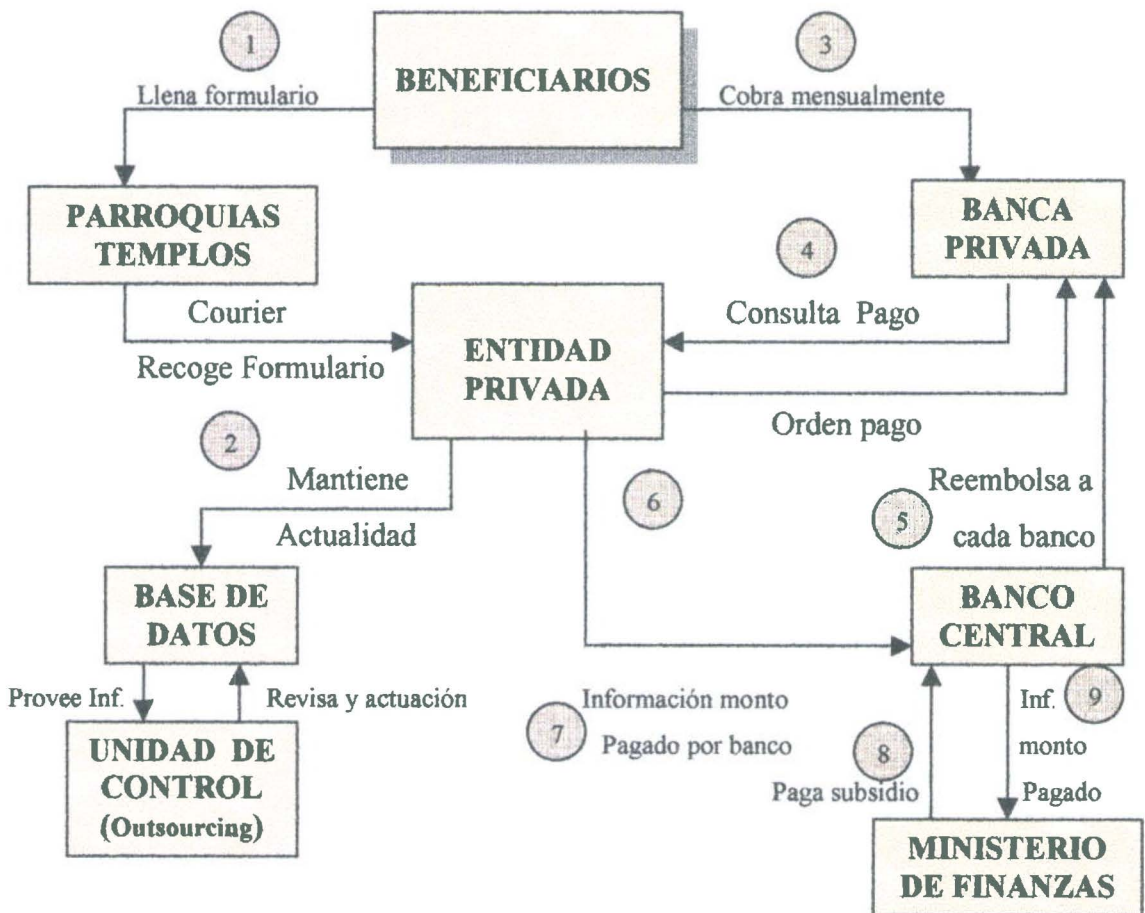 1
3
BENEFICIARIOS
Llena formulario
Cobra mensualmente
PARROQUIAS
TEMPLOS
BANCA
PRIVADA
4
Courier
Recoge Formulario
ENTIDAD
PRIVADA
Consulta Pago
Orden pago
2
Mantiene
Actualidad
6
5
Reembolsa a
cada banco
BASE DE
DATOS
BANCO
CENTRAL
Provee Inf.
Revisa y actuación
7
Información monto
Pagado por banco
8
Paga subsidio
9
Inf.
monto
Pagado
UNIDAD DE
CONTROL
(Outsourcing)
MINISTERIO
DE FINANZAS